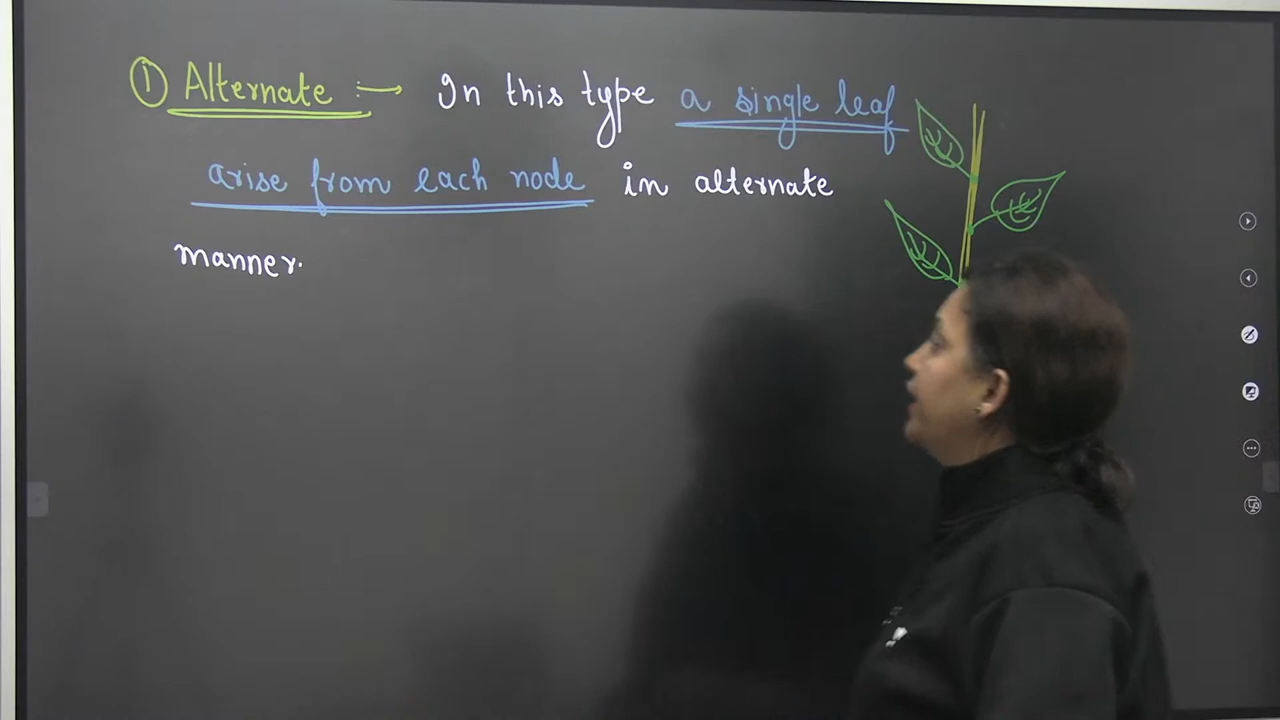 ① Alternate :→ In this type a single leaf
arise from each node in alternate
manner.